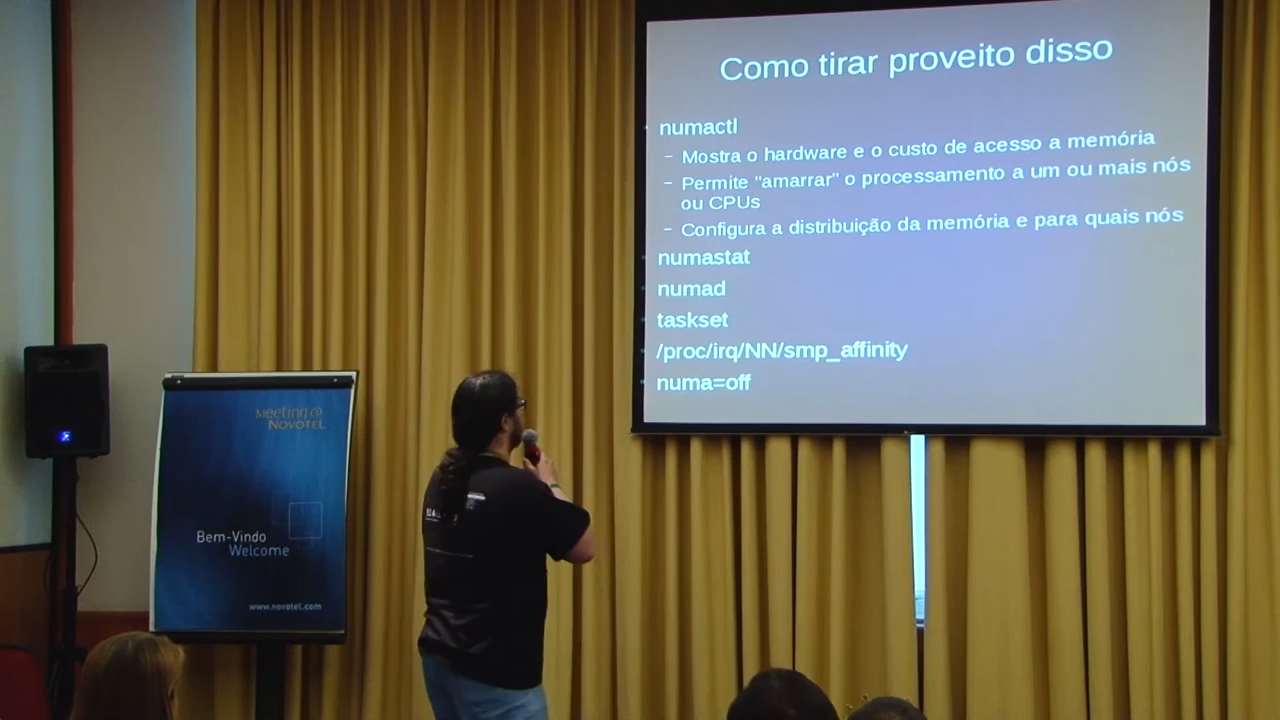 Como tirar proveito disso
numactl
– Mostra o hardware e o custo de acesso a memória
– Permite "amarrar" o processamento a um ou mais nós
ou CPUs
– Configura a distribuição da memória e para quais nós
numastat
numad
taskset
/proc/irq/NN/smp_affinity
numa=off
Meeting@
Novotel
Bem-Vindo
Welcome
www.novotel.com